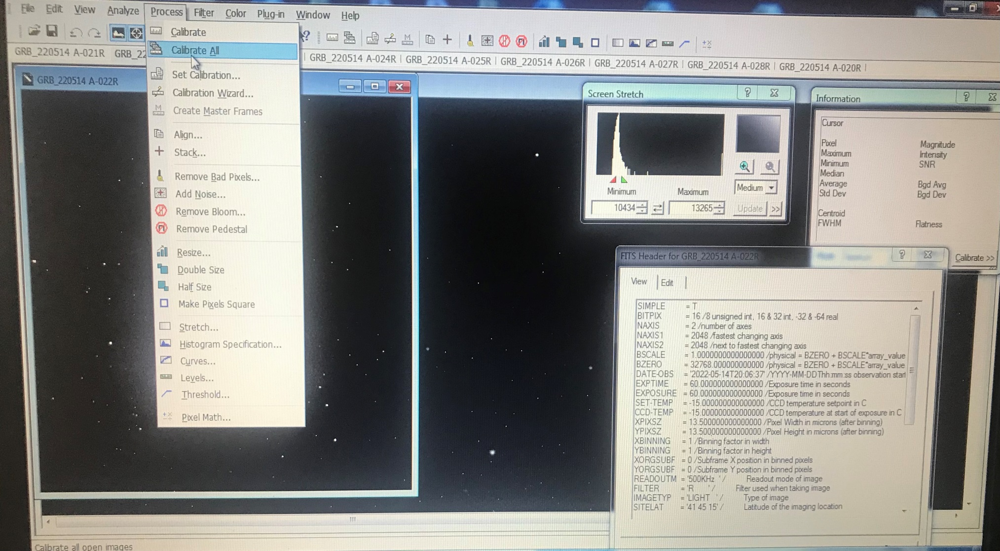 File Edit View Analyze Process Filter Color Plug-in Window Help
GRB_220514 A-021R GRB_22 GRB_220514 A-024R GRB_220514 A-025R GRB_220514 A-026R GRB_220514 A-027R GRB_220514 A-028R GRB_220514 A-020R
GRB_220514 A-022R
Calibrate
Calibrate All
Set Calibration...
Calibration Wizard...
Create Master Frames
Align...
Stack...
Remove Bad Pixels...
Add Noise...
Remove Bloom...
Remove Pedestal
Resize...
Double Size
Half Size
Make Pixels Square
Stretch...
Histogram Specification...
Curves...
Levels...
Threshold...
Pixel Math...
Screen Stretch
Minimum Maximum
Medium
10434 13265 Update >>
Information
Cursor
Pixel Magnitude
Maximum Intensity
Minimum SNR
Median
Average Bgd Avg
Std Dev Bgd Dev
Centroid
FWHM Flatness
Calibrate >>
FITS Header for GRB_220514 A-022R
View Edit
SIMPLE = T
BITPIX = 16 /8 unsigned int, 16 & 32 int, -32 & -64 real
NAXIS = 2 /number of axes
NAXIS1 = 2048 /fastest changing axis
NAXIS2 = 2048 /next to fastest changing axis
BSCALE = 1.0000000000000000 /physical = BZERO + BSCALE*array_value
BZERO = 32768.000000000000 /physical = BZERO + BSCALE*array_value
DATE-OBS = '2022-05-14T20:06:37' /YYYY-MM-DDThh:mm:ss observation start
EXPTIME = 60.000000000000000 /Exposure time in seconds
EXPOSURE = 60.000000000000000 /Exposure time in seconds
SET-TEMP = -15.000000000000000 /CCD temperature setpoint in C
CCD-TEMP = -15.000000000000000 /CCD temperature at start of exposure in C
XPIXSZ = 13.500000000000000 /Pixel Width in microns (after binning)
YPIXSZ = 13.500000000000000 /Pixel Height in microns (after binning)
XBINNING = 1 /Binning factor in width
YBINNING = 1 /Binning factor in height
XORGSUBF = 0 /Subframe X position in binned pixels
YORGSUBF = 0 /Subframe Y position in binned pixels
READOUTM = '500KHz ' / Readout mode of image
FILTER = 'R ' / Filter used when taking image
IMAGETYP = 'LIGHT ' / Type of image
SITELAT = '41 45 15' / Latitude of the imaging location
Calibrate all open images